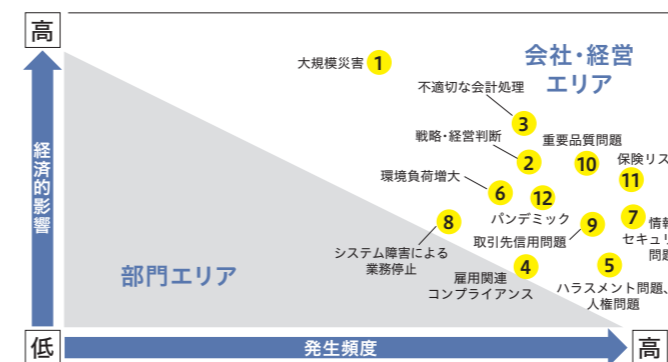 高
会社・経営
エリア
大規模災害
1
不適切な会計処理
3
戦略・経営判断
2
重要品質問題
10
保険リス
11
環境負荷増大
6
12
パンデミック
経済的影響
8
システム障害による
業務停止
取引先信用問題
9
7
情報
セキュリ
問題
部門エリア
4
雇用関連
コンプライアンス
5
ハラスメント問題、
人権問題
低
発生頻度
高